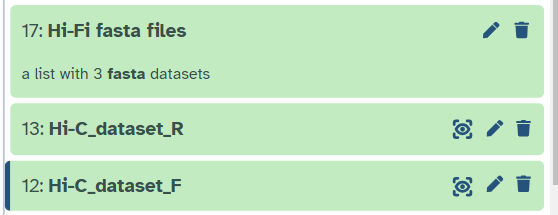 17: Hi-Fi fasta files
a list with 3 fasta datasets
13: Hi-C_dataset_R
12: Hi-C_dataset_F